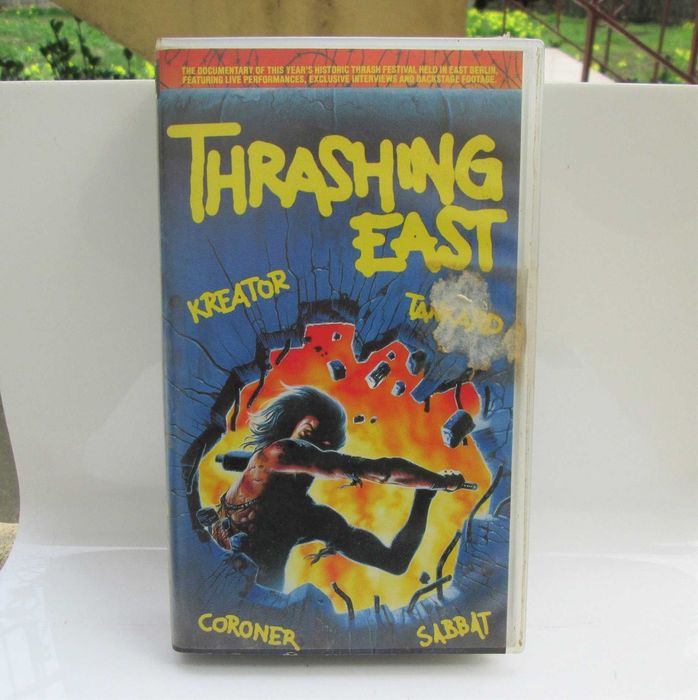 THE DOCUMENTARY OF THIS YEAR'S HISTORIC THRASH FESTIVAL HELD IN EAST BERLIN.
FEATURING LIVE PERFORMANCES, EXCLUSIVE INTERVIEWS AND BACKSTAGE FOOTAGE.
THRASHING
EAST
KREATOR
TANKARD
CORONER
SABBAT